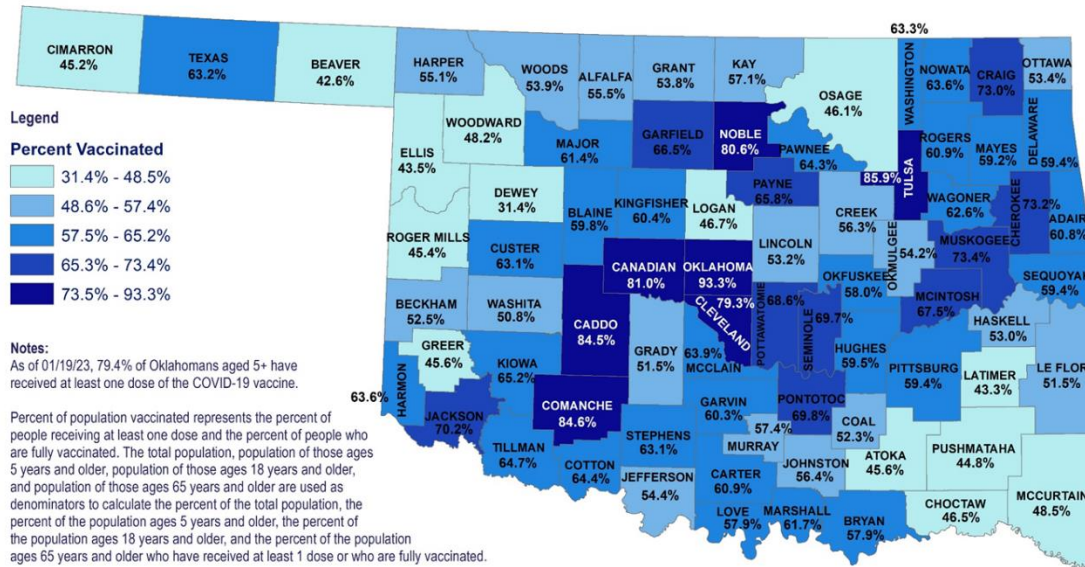 63.3%
CIMARRON
45.2%
TEXAS
63.2%
BEAVER
42.6%
HARPER
55.1%
WOODS
53.9%
ALFALFA
55.5%
GRANT
53.8%
KAY
57.1%
OSAGE
46.1%
WASHINGTON
NOWATA
63.6%
CRAIG
73.0%
OTTAWA
53.4%
Legend
Percent Vaccinated
31.4% - 48.5%
48.6% - 57.4%
57.5% - 65.2%
65.3% - 73.4%
73.5% - 93.3%
WOODWARD
48.2%
ELLIS
43.5%
MAJOR
61.4%
GARFIELD
66.5%
NOBLE
80.6%
PAWNEE
64.3%
ROGERS
60.9%
MAYES
59.2%
DELAWARE
59.4%
DEWEY
31.4%
BLAINE
59.8%
KINGFISHER
60.4%
LOGAN
46.7%
PAYNE
65.8%
85.9%
TULSA
CREEK
56.3%
WAGONER
62.6%
CHEROKEE
73.2%
ADAIR
60.8%
ROGER MILLS
45.4%
CUSTER
63.1%
CANADIAN
81.0%
OKLAHOMA
93.3%
LINCOLN
53.2%
OKMULGEE
54.2%
MUSKOGEE
73.4%
OKFUSKEE
58.0%
MCINTOSH
67.5%
SEQUOYAH
59.4%
BECKHAM
52.5%
WASHITA
50.8%
CADDO
84.5%
CLEVELAND
79.3%
POTTAWATOMIE
68.6%
SEMINOLE
69.7%
HUGHES
59.5%
HASKELL
53.0%
Notes:
As of 01/19/23, 79.4% of Oklahomans aged 5+ have
received at least one dose of the COVID-19 vaccine.
GREER
45.6%
KIOWA
65.2%
GRADY
51.5%
63.9%
MCCLAIN
PITTSBURG
59.4%
LATIMER
43.3%
LE FLOR
51.5%
63.6%
HARMON
JACKSON
70.2%
COMANCHE
84.6%
GARVIN
60.3%
PONTOTOC
69.8%
COAL
52.3%
Percent of population vaccinated represents the percent of
people receiving at least one dose and the percent of people who
are fully vaccinated. The total population, population of those ages
5 years and older, population of those ages 18 years and older,
and population of those ages 65 years and older are used as
denominators to calculate the percent of the total population, the
percent of the population ages 5 years and older, the percent of
the population ages 18 years and older, and the percent of the population
ages 65 years and older who have received at least 1 dose or who are fully vaccinated.
TILLMAN
64.7%
COTTON
64.4%
STEPHENS
63.1%
57.4%
MURRAY
JEFFERSON
54.4%
CARTER
60.9%
JOHNSTON
56.4%
ATOKA
45.6%
PUSHMATAHA
44.8%
LOVE
57.9%
MARSHALL
61.7%
BRYAN
57.9%
CHOCTAW
46.5%
MCCURTAIN
48.5%